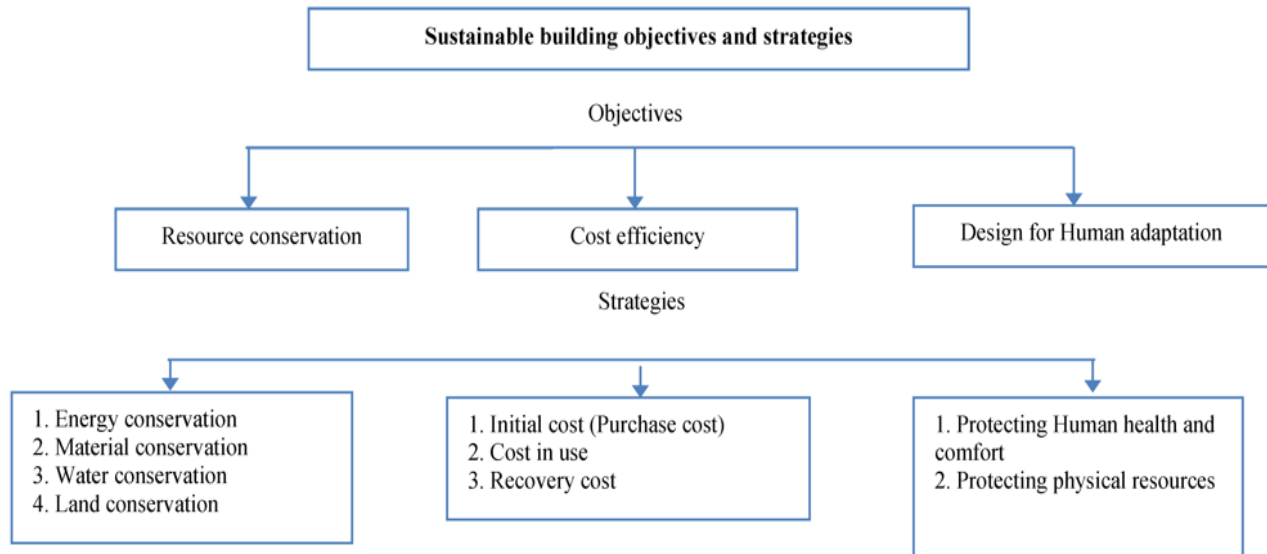 Sustainable building objectives and strategies
Objectives
Resource conservation
Cost efficiency
Design for Human adaptation
Strategies
1. Energy conservation
2. Material conservation
3. Water conservation
4. Land conservation
1. Initial cost (Purchase cost)
2. Cost in use
3. Recovery cost
1. Protecting Human health and
comfort
2. Protecting physical resources